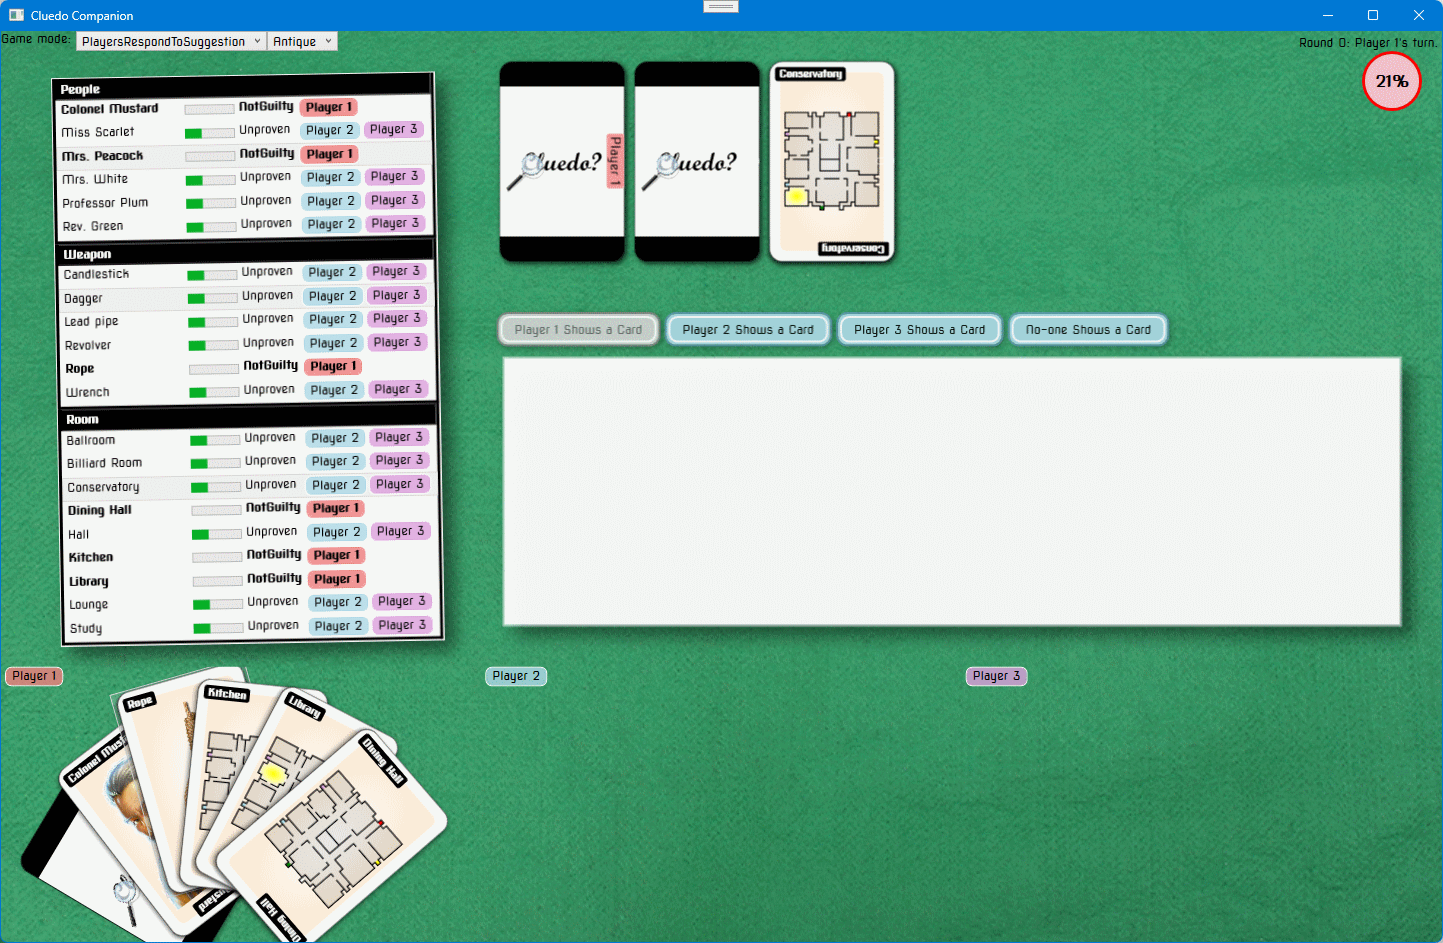 Cluedo Companion
Game mode: PlayersRespondToSuggestion Antique
Round 0: Player 1's turn.
21%
People
Colonel Mustard NotGuilty Player 1
Miss Scarlet Unproven Player 2 Player 3
Mrs. Peacock NotGuilty Player 1
Mrs. White Unproven Player 2 Player 3
Professor Plum Unproven Player 2 Player 3
Rev. Green Unproven Player 2 Player 3
Weapon
Candlestick Unproven Player 2 Player 3
Dagger Unproven Player 2 Player 3
Lead pipe Unproven Player 2 Player 3
Revolver Unproven Player 2 Player 3
Rope NotGuilty Player 1
Wrench Unproven Player 2 Player 3
Room
Ballroom Unproven Player 2 Player 3
Billiard Room Unproven Player 2 Player 3
Conservatory Unproven Player 2 Player 3
Dining Hall NotGuilty Player 1
Hall Unproven Player 2 Player 3
Kitchen NotGuilty Player 1
Library NotGuilty Player 1
Lounge Unproven Player 2 Player 3
Study Unproven Player 2 Player 3
Cluedo?
Player 1
Cluedo?
Conservatory
Conservatory
Player 1 Shows a Card
Player 2 Shows a Card
Player 3 Shows a Card
No-one Shows a Card
Player 1
Player 2
Player 3
Colonel Mus
Rope
Kitchen
Library
Dining Hall
ustard
Dining Hall